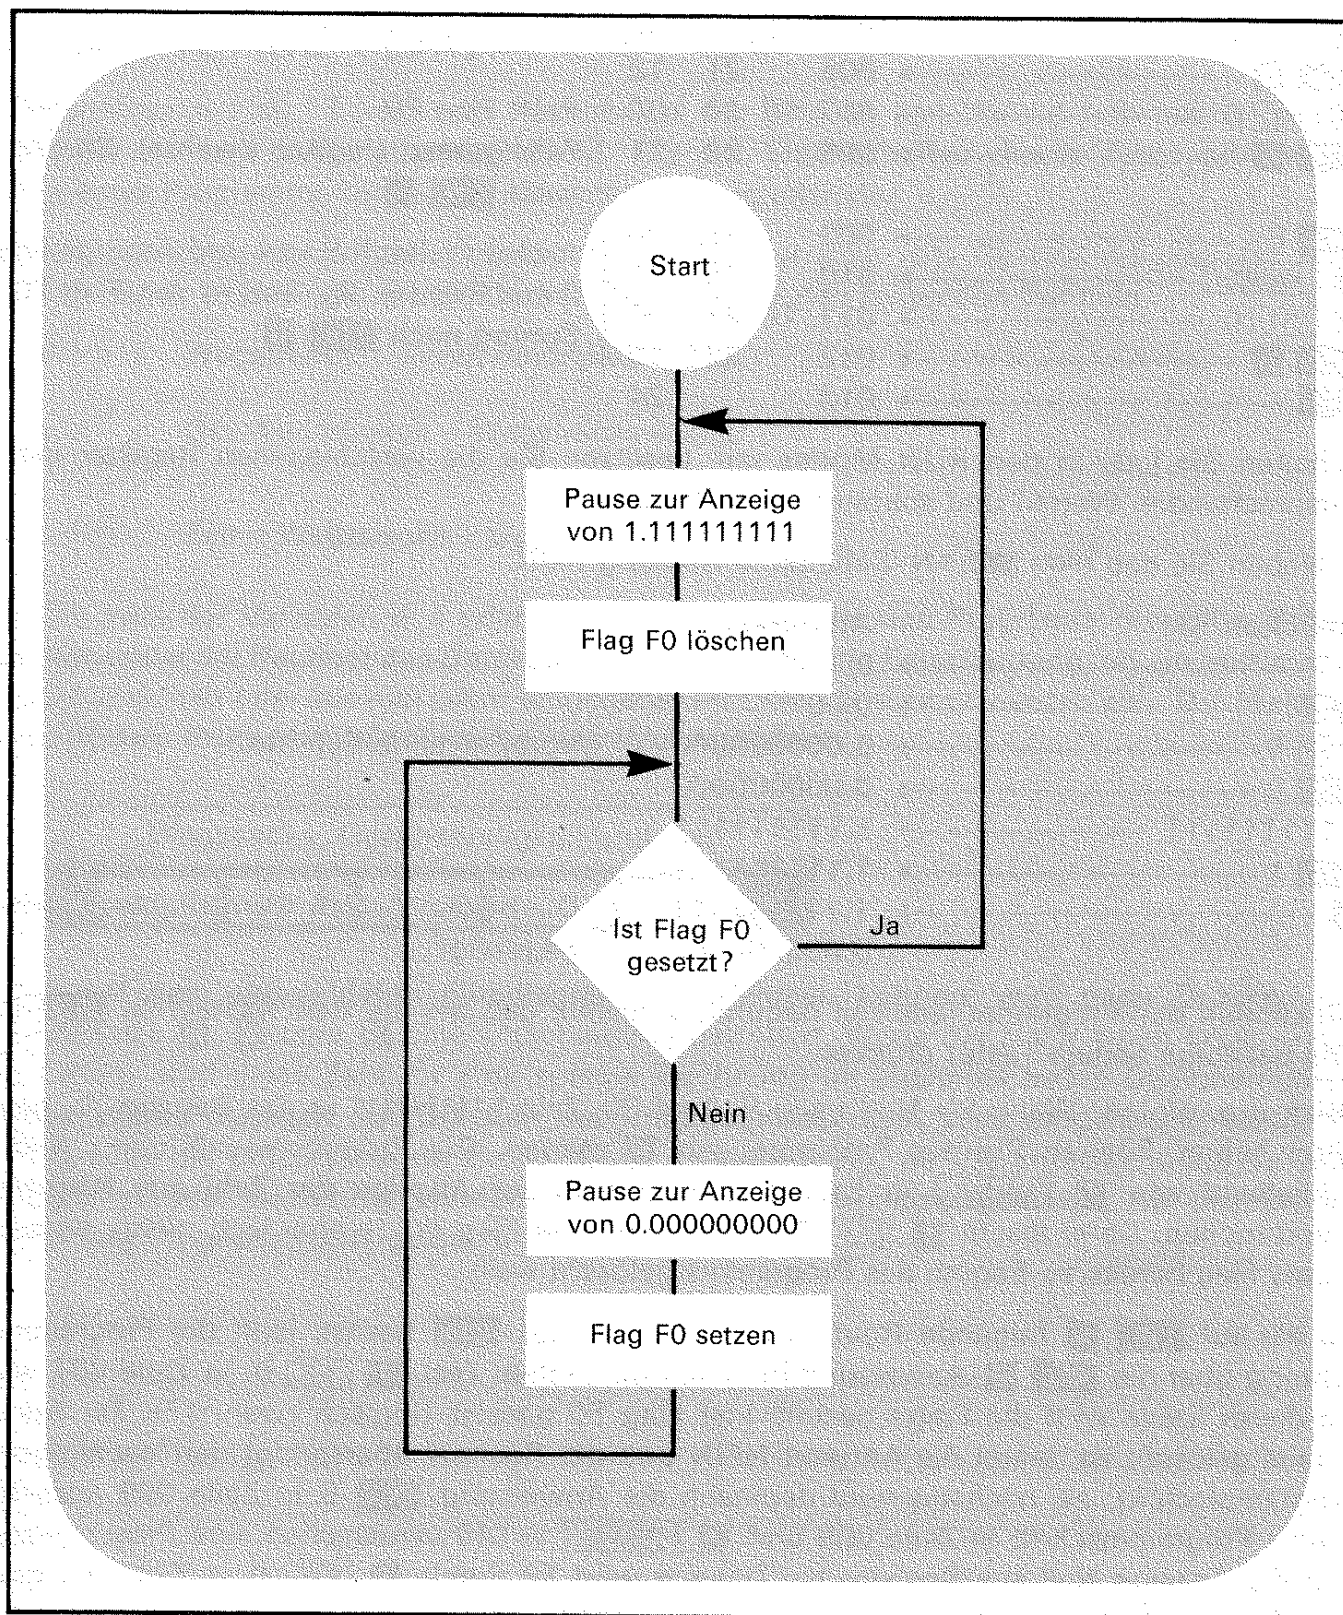 Start
Pause zur Anzeige
von 1.111111111
Flag F0 löschen
Ist Flag F0
gesetzt?
Ja
Nein
Pause zur Anzeige
von 0.000000000
Flag F0 setzen